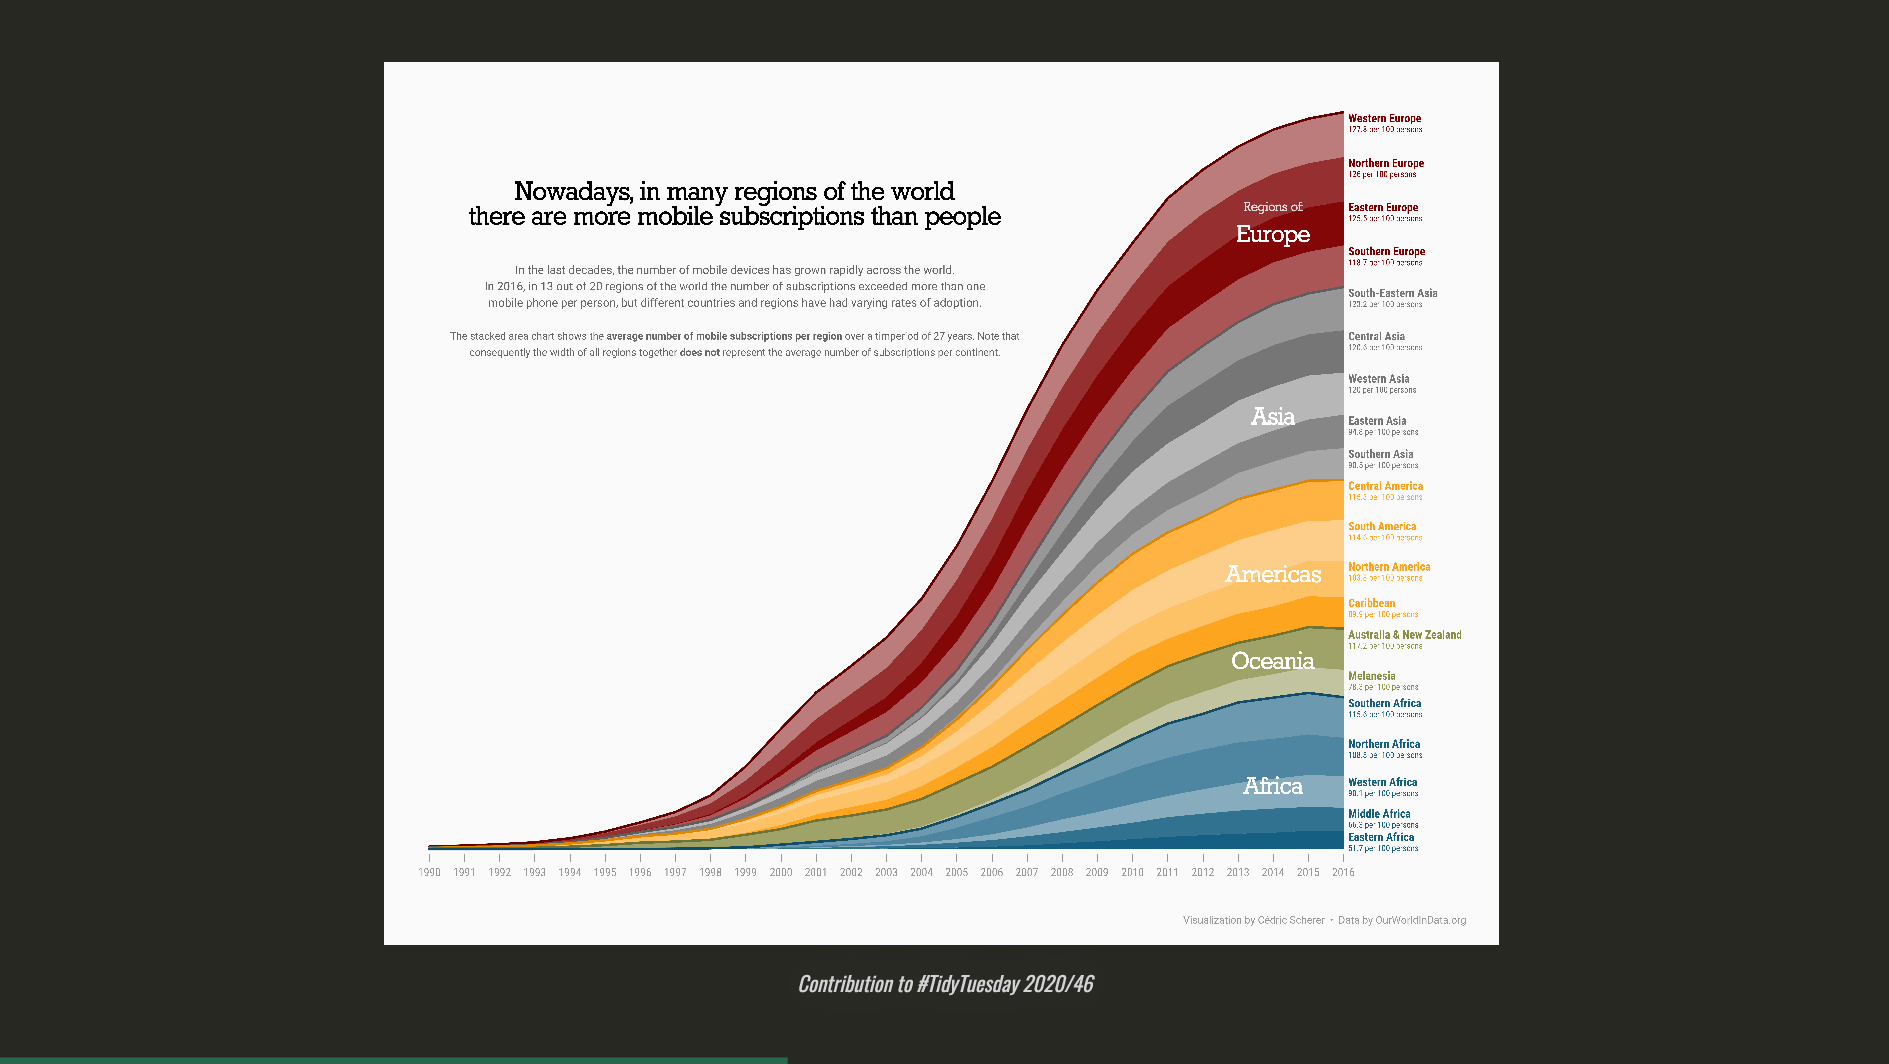 Nowadays, in many regions of the world
there are more mobile subscriptions than people
In the last decades, the number of mobile devices has grown rapidly across the world.
In 2016, in 13 out of 20 regions of the world the number of subscriptions exceeded more than one
mobile phone per person, but different countries and regions have had varying rates of adoption.
The stacked area chart shows the average number of mobile subscriptions per region over a timperiod of 27 years. Note that
consequently the width of all regions together does not represent the average number of subscriptions per continent.
Regions of
Europe
Asia
Americas
Oceania
Africa
Western Europe
127.8 per 100 persons
Northern Europe
126 per 100 persons
Eastern Europe
125.5 per 100 persons
Southern Europe
118.7 per 100 persons
South-Eastern Asia
123.2 per 100 persons
Central Asia
120.6 per 100 persons
Western Asia
120 per 100 persons
Eastern Asia
94.8 per 100 persons
Southern Asia
90.5 per 100 persons
Central America
per 100 persons
South America
per 100 persons
Northern America
per 100 persons
Caribbean
89.9 per 100 persons
Australia & New Zealand
117.2 per 100 persons
Melanesia
78.3 per 100 persons
Southern Africa
115.6 per 100 persons
Northern Africa
108.5 per 100 persons
Western Africa
90.1 per 100 persons
Middle Africa
66.3 per 100 persons
Eastern Africa
51.7 per 100 persons
1990 1991 1992 1993 1994 1995 1996 1997 1998 1999 2000 2001 2002 2003 2004 2005 2006 2007 2008 2009 2010 2011 2012 2013 2014 2015 2016
Visualization by Cédric Scherer • Data by OurWorldInData.org
Contribution to #TidyTuesday 2020/46